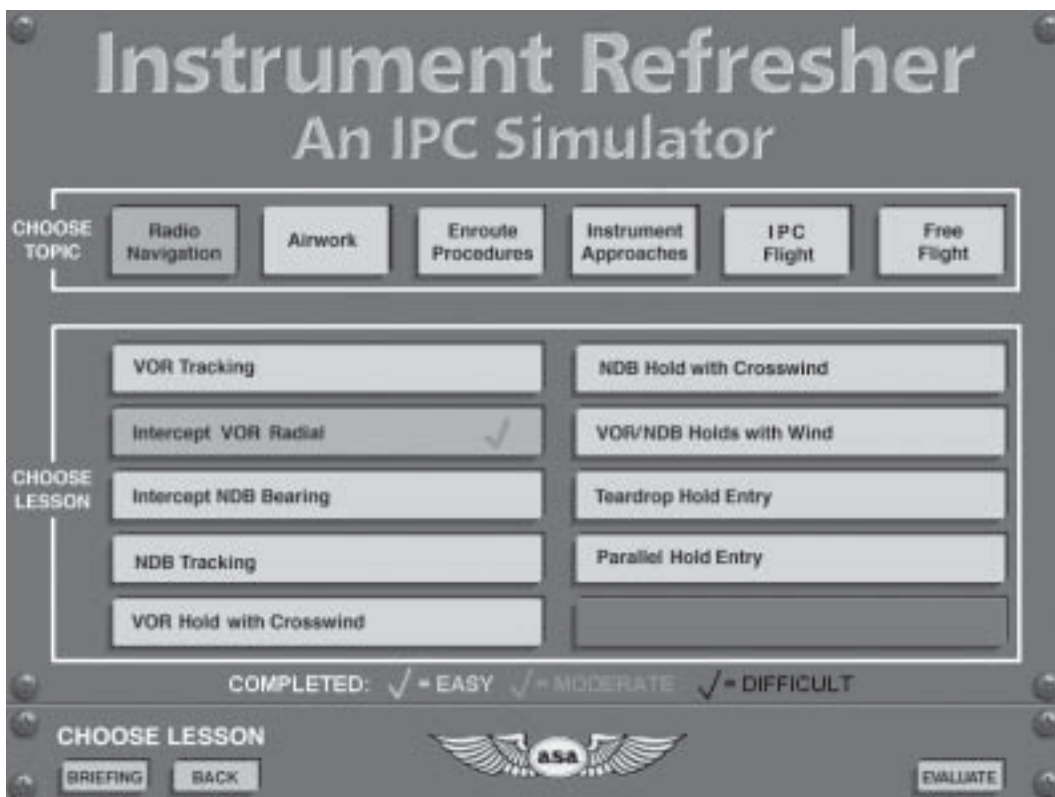 Instrument Refresher
An IPC Simulator
CHOOSE
TOPIC
Radio
Navigation
Airwork
Enroute
Procedures
Instrument
Approaches
IPC
Flight
Free
Flight
CHOOSE
LESSON
VOR Tracking
Intercept VOR Radial
Intercept NDB Bearing
NDB Tracking
VOR Hold with Crosswind
NDB Hold with Crosswind
VOR/NDB Holds with Wind
Teardrop Hold Entry
Parallel Hold Entry
COMPLETED: √ = EASY √ = MODERATE √ = DIFFICULT
CHOOSE LESSON
BRIEFING
BACK
asa
EVALUATE